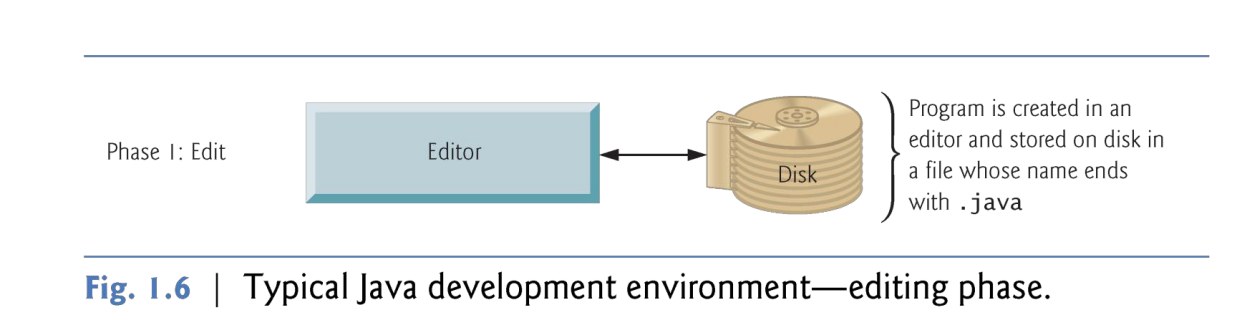 Phase 1: Edit
Editor
Disk
Program is created in an
editor and stored on disk in
a file whose name ends
with .java
Fig. 1.6 | Typical Java development environment—editing phase.